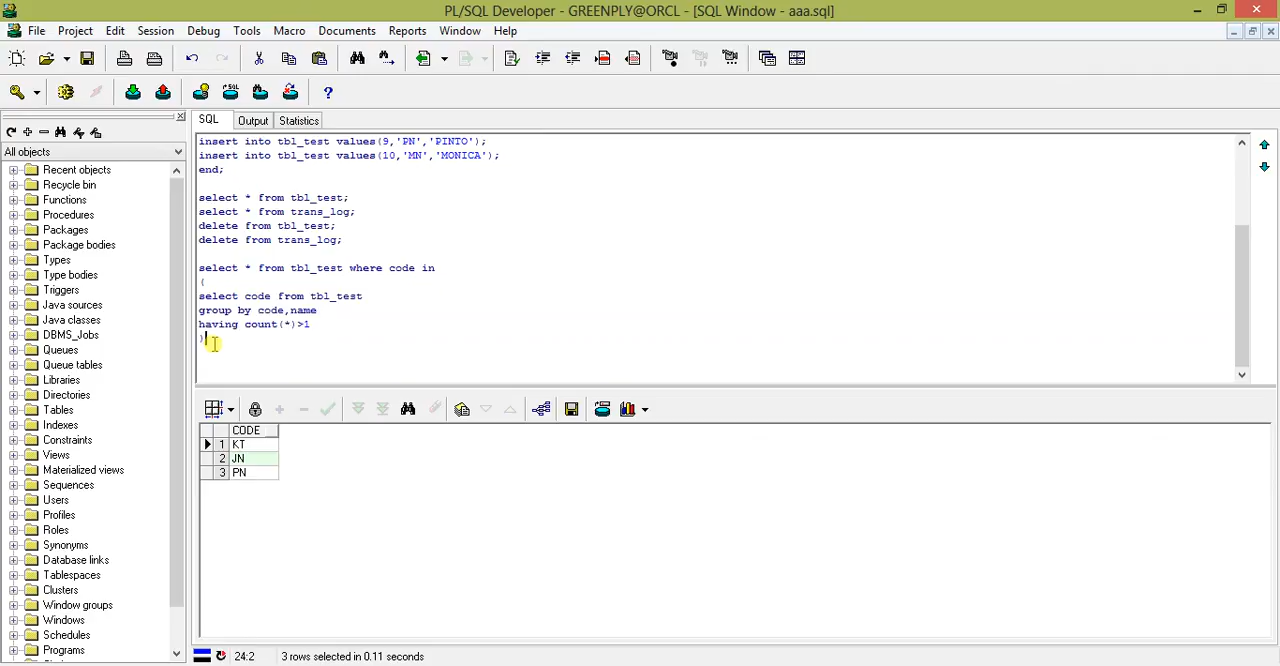 PL/SQL Developer - GREENPLY@ORCL - [SQL Window - aaa.sql]
File Project Edit Session Debug Tools Macro Documents Reports Window Help
SQL Output Statistics
All objects
Recent objects
Recycle bin
Functions
Procedures
Packages
Package bodies
Types
Type bodies
Triggers
Java sources
Java classes
DBMS_Jobs
Queues
Queue tables
Libraries
Directories
Tables
Indexes
Constraints
Views
Materialized views
Sequences
Users
Profiles
Roles
Synonyms
Database links
Tablespaces
Clusters
Window groups
Windows
Schedules
Programs
insert into tbl_test values(9,'PN','PINTO');
insert into tbl_test values(10,'MN','MONICA');
end;
select * from tbl_test;
select * from trans_log;
delete from tbl_test;
delete from trans_log;
select * from tbl_test where code in
(
select code from tbl_test
group by code,name
having count(*)>1
)
CODE
1 KT
2 JN
3 PN
24:2 3 rows selected in 0.11 seconds